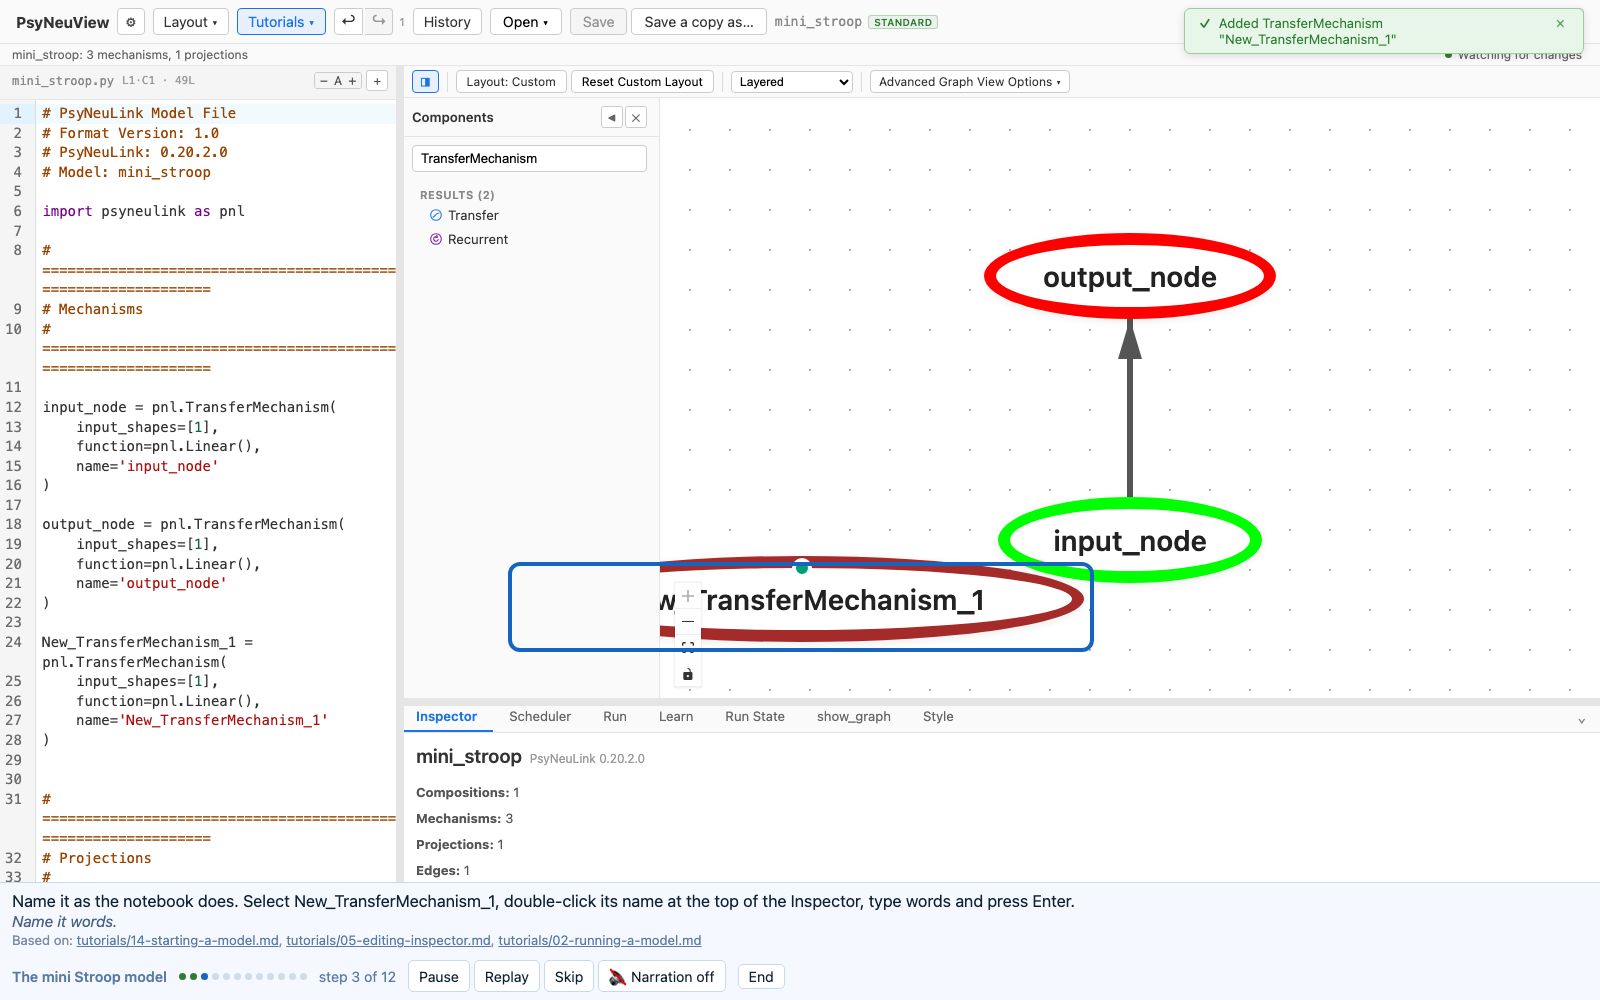 PsyNeuView
Layout
Tutorials
1
History
Open
Save
Save a copy as...
mini_stroop
STANDARD
Added TransferMechanism
"New_TransferMechanism_1"
mini_stroop: 3 mechanisms, 1 projections
Watching for changes
mini_stroop.py L1:C1 · 49L
− A +
+
Layout: Custom
Reset Custom Layout
Layered
Advanced Graph View Options
1 # PsyNeuLink Model File
2 # Format Version: 1.0
3 # PsyNeuLink: 0.20.2.0
4 # Model: mini_stroop
5
6 import psyneulink as pnl
7
8 #
==========================================
====================
9 # Mechanisms
10 #
==========================================
====================
11
12 input_node = pnl.TransferMechanism(
13 input_shapes=[1],
14 function=pnl.Linear(),
15 name='input_node'
16 )
17
18 output_node = pnl.TransferMechanism(
19 input_shapes=[1],
20 function=pnl.Linear(),
21 name='output_node'
22 )
23
24 New_TransferMechanism_1 =
pnl.TransferMechanism(
25 input_shapes=[1],
26 function=pnl.Linear(),
27 name='New_TransferMechanism_1'
28 )
29
30
31 #
==========================================
====================
32 # Projections
33 #
Components
TransferMechanism
RESULTS (2)
Transfer
Recurrent
output_node
input_node
TransferMechanism_1
Inspector
Scheduler
Run
Learn
Run State
show_graph
Style
mini_stroop PsyNeuLink 0.20.2.0
Compositions: 1
Mechanisms: 3
Projections: 1
Edges: 1
Name it as the notebook does. Select New_TransferMechanism_1, double-click its name at the top of the Inspector, type words and press Enter.
Name it words.
Based on: tutorials/14-starting-a-model.md, tutorials/05-editing-inspector.md, tutorials/02-running-a-model.md
The mini Stroop model
step 3 of 12
Pause
Replay
Skip
Narration off
End